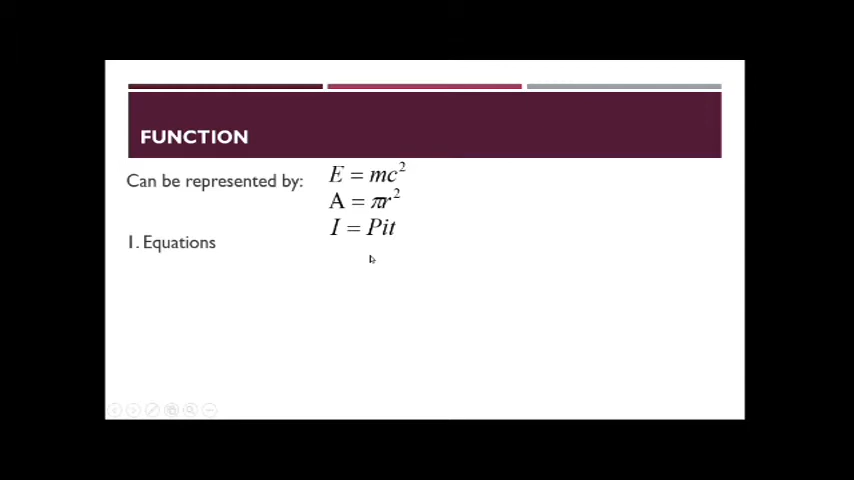 FUNCTION
Can be represented by:
E = mc²
A = πr²
I = Pit
1. Equations